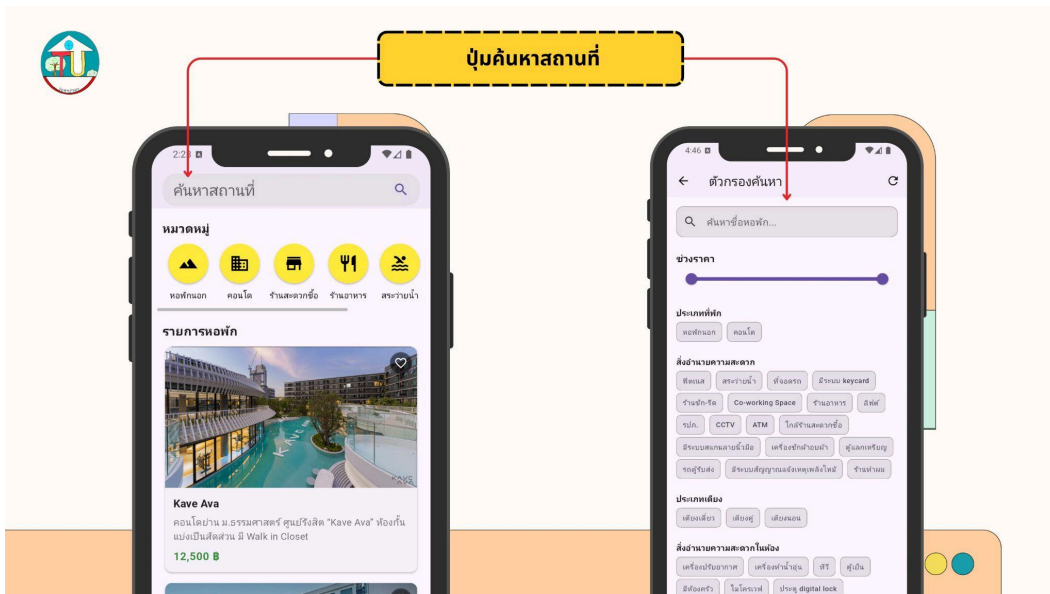 ปุ่มค้นหาสถานที่
2:28
ค้นหาสถานที่
หมวดหมู่
หอพักนอก
คอนโด
ร้านสะดวกซื้อ
ร้านอาหาร
สระว่ายน้ำ
รายการหอพัก
KAVE AVA
KAVE
Kave Ava
คอนโดย่าน ม.ธรรมศาสตร์ ศูนย์รังสิต "Kave Ava" ห้องกั้น
แบ่งเป็นสัดส่วน มี Walk in Closet
12,500 ฿
4:46
ตัวกรองค้นหา
ค้นหาชื่อหอพัก...
ช่วงราคา
ประเภทที่พัก
หอพักนอก คอนโด
สิ่งอำนวยความสะดวก
ฟิตเนส สระว่ายน้ำ ที่จอดรถ มีระบบ keycard
ร้านซัก-รีด Co-working Space ร้านอาหาร ลิฟต์
รปภ. CCTV ATM ใกล้ร้านสะดวกซื้อ
มีระบบสแกนลายนิ้วมือ เครื่องซักผ้าอบผ้า ตู้แลกเหรียญ
รถตู้รับส่ง มีระบบสัญญาณแจ้งเหตุเพลิงไหม้ ร้านทำผม
ประเภทเตียง
เตียงเดี่ยว เตียงคู่ เตียงนอน
สิ่งอำนวยความสะดวกในห้อง
เครื่องปรับอากาศ เครื่องทำน้ำอุ่น ทีวี ตู้เย็น
มีห้องครัว ไมโครเวฟ ประตู digital lock